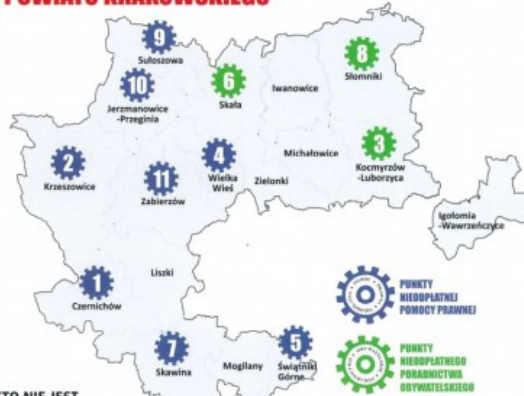 POWIATU KRAKOWSKIEGO
9
Sułoszowa
10
Jerzmanowice
-Przeginia
6
Skała
Iwanowice
8
Słomniki
2
Krzeszowice
11
Zabierzów
4
Wielka
Wieś
Zielonki
Michałowice
3
Kocmyrzów
-Luborzyca
Igołomia
-Wawrzeńczyce
1
Czernichów
Liszki
7
Skawina
Mogilany
5
Świątniki
Górne
PUNKTY
NIEODPŁATNEJ
POMOCY PRAWNEJ
PUNKTY
NIEODPŁATNEGO
PORADNICTWA
OBYWATELSKIEGO
NIE JEST